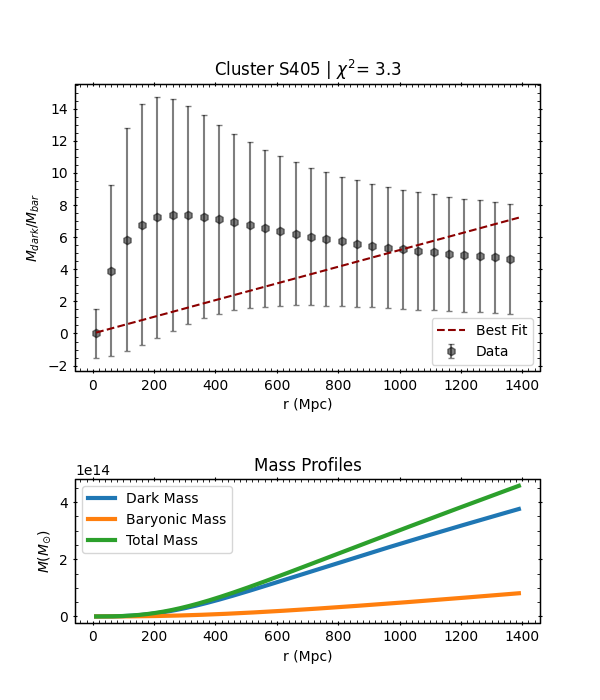 Cluster S405 | χ²= 3.3
14
12
10
8
6
4
2
0
−2
M_dark/M_bar
Best Fit
Data
0 200 400 600 800 1000 1200 1400
r (Mpc)
Mass Profiles
1e14
4
2
0
M(M_⊙)
Dark Mass
Baryonic Mass
Total Mass
0 200 400 600 800 1000 1200 1400
r (Mpc)